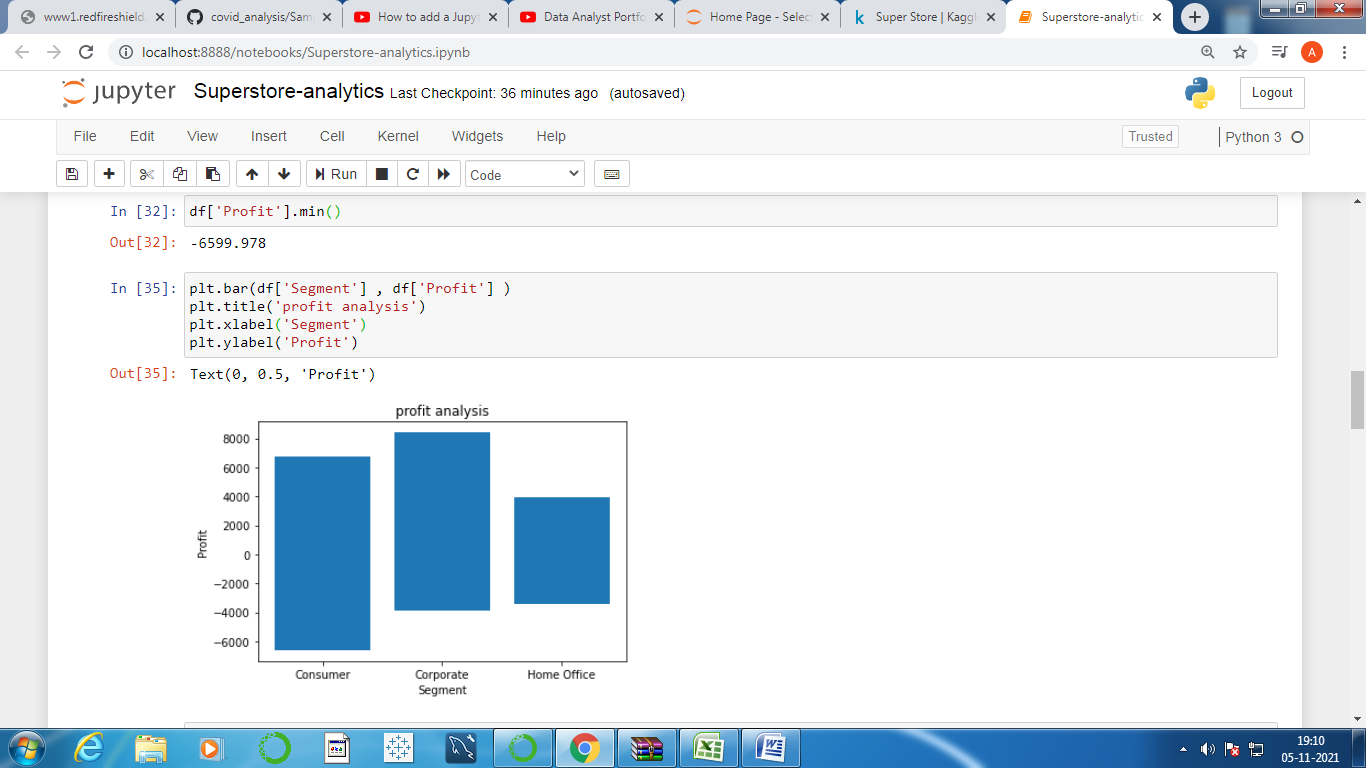 www1.redfireshield.
covid_analysis/Sam
How to add a Jupyt
Data Analyst Portfo
Home Page - Select
Super Store | Kaggl
Superstore-analytic
localhost:8888/notebooks/Superstore-analytics.ipynb
A
jupyter Superstore-analytics Last Checkpoint: 36 minutes ago (autosaved)
Logout
File Edit View Insert Cell Kernel Widgets Help
Trusted
Python 3
Run
Code
In [32]: df['Profit'].min()
Out[32]: -6599.978
In [35]: plt.bar(df['Segment'] , df['Profit'] )
plt.title('profit analysis')
plt.xlabel('Segment')
plt.ylabel('Profit')
Out[35]: Text(0, 0.5, 'Profit')
profit analysis
8000
6000
4000
2000
0
−2000
−4000
−6000
Profit
Consumer Corporate Home Office
Segment
19:10
05-11-2021